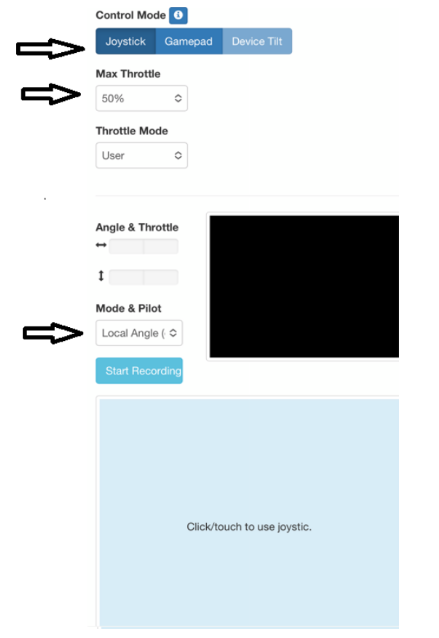 Control Mode
Joystick Gamepad Device Tilt
Max Throttle
50%
Throttle Mode
User
Angle & Throttle
Mode & Pilot
Local Angle (
Start Recording
Click/touch to use joystic.